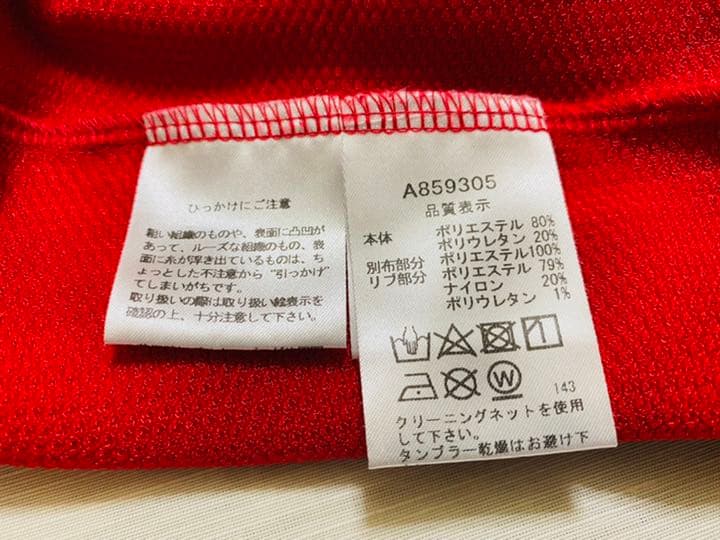 ひっかけにご注意
粗い組織のものや、表面に凸凹が
あって、ルーズな組織のもの、表
面に糸が浮き出ているものは、ちょ
っとした不注意から“引っかけ”
てしまいがちです。
取り扱いの際は取り扱い絵表示を
確認の上、十分注意して下さい。
A859305
品質表示
本体 ポリエステル 80%
ポリウレタン 20%
別布部分 ポリエステル100%
リブ部分 ポリエステル 79%
ナイロン 20%
ポリウレタン 1%
W
143
クリーニングネットを使用
して下さい。
タンブラー乾燥はお避け下